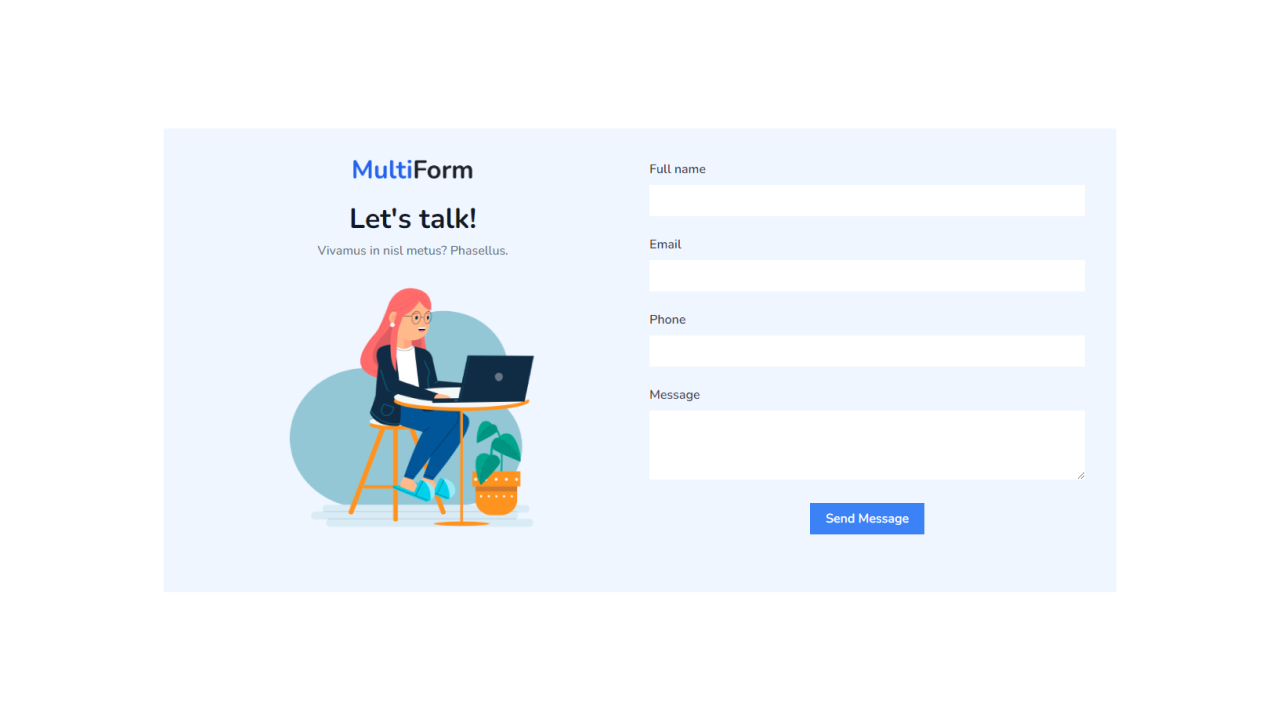 MultiForm
Let's talk!
Vivamus in nisl metus? Phasellus.
Full name
Email
Phone
Message
Send Message